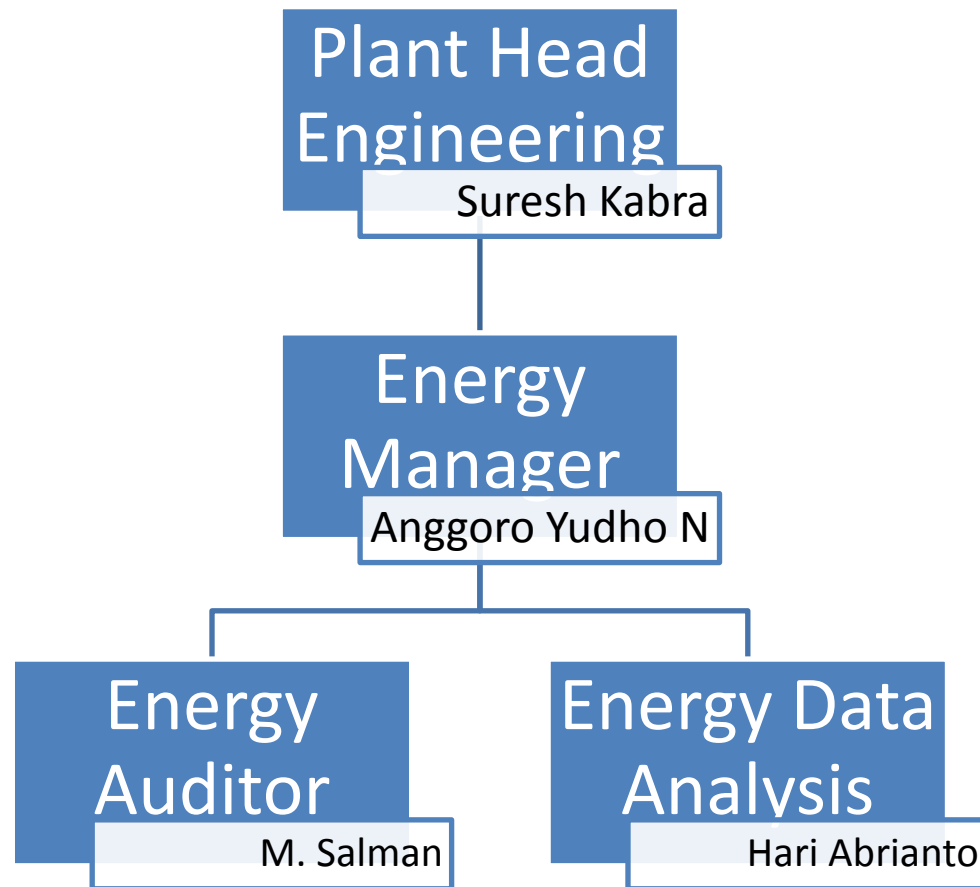 Plant Head
Engineering
Suresh Kabra
Energy
Manager
Anggoro Yudho N
Energy
Auditor
M. Salman
Energy Data
Analysis
Hari Abrianto